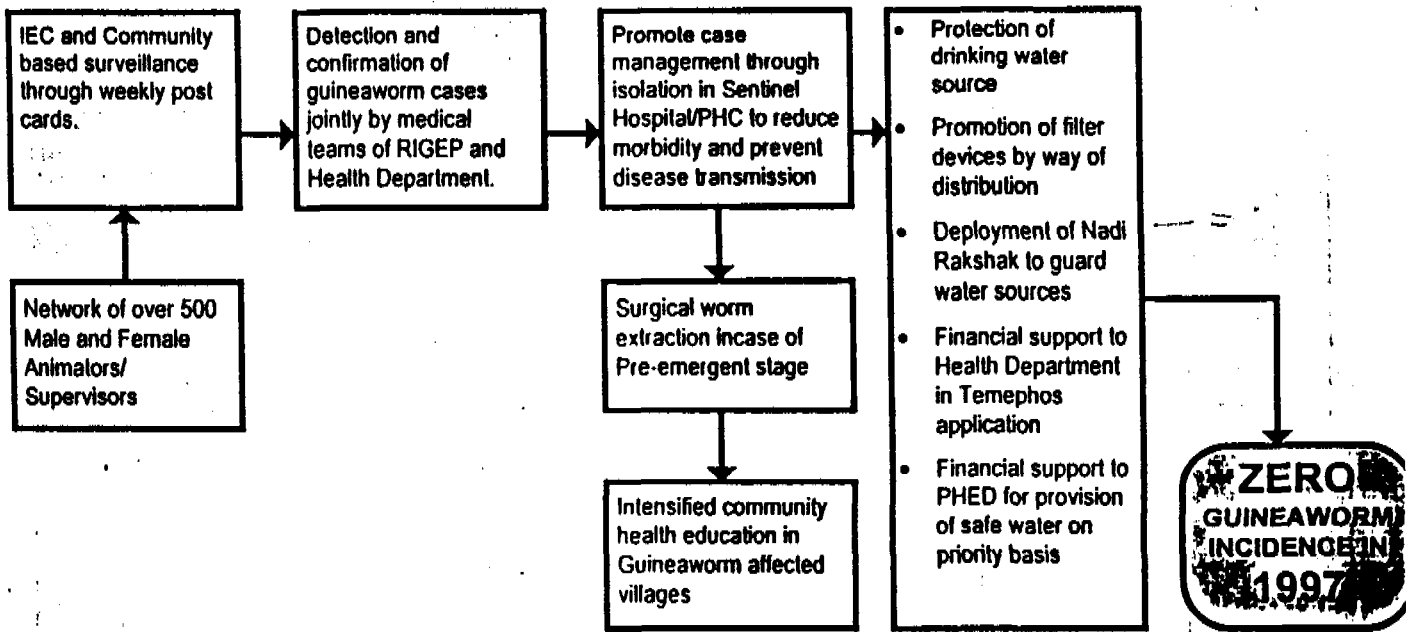 IEC and Community
based surveillance
through weekly post
cards.
Network of over 500
Male and Female
Animators/
Supervisors
Detection and
confirmation of
guineaworm cases
jointly by medical
teams of RIGEP and
Health Department.
Promote case
management through
isolation in Sentinel
Hospital/PHC to reduce
morbidity and prevent
disease transmission
Surgical worm
extraction incase of
Pre-emergent stage
Intensified community
health education in
Guineaworm affected
villages
• Protection of
drinking water
source
• Promotion of filter
devices by way of
distribution
• Deployment of Nadi
Rakshak to guard
water sources
• Financial support to
Health Department
in Temephos
application
• Financial support to
PHED for provision
of safe water on
priority basis
ZERO
GUINEAWORM
INCIDENCE IN
1997